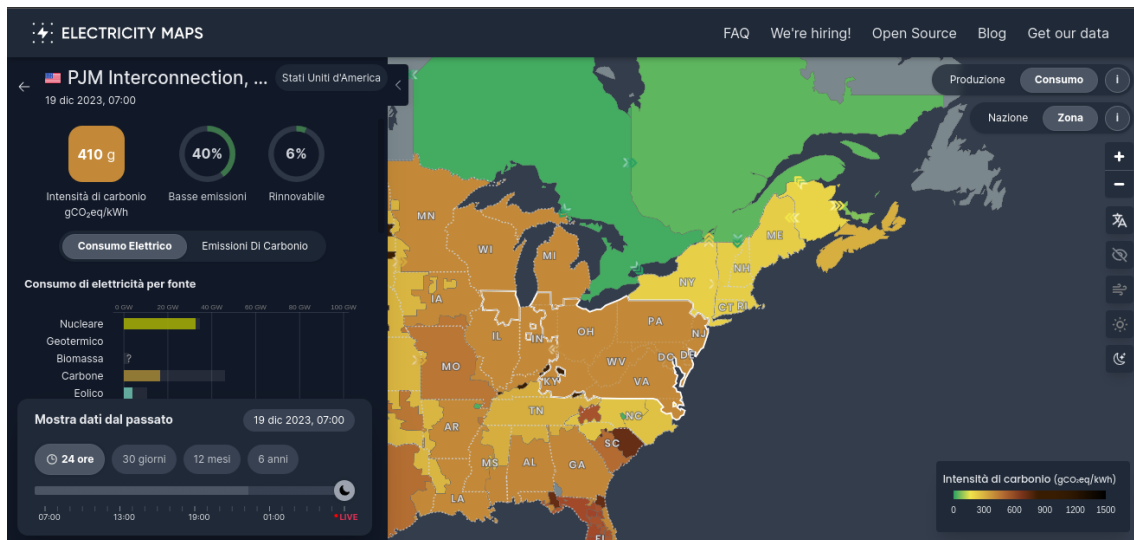 ELECTRICITY MAPS
FAQ We're hiring! Open Source Blog Get our data
PJM Interconnection, ... Stati Uniti d'America
19 dic 2023, 07:00
410 g 40% 6%
Intensità di carbonio Basse emissioni Rinnovabile
gCO₂eq/kWh
Consumo Elettrico Emissioni Di Carbonio
Consumo di elettricità per fonte
0 GW 20 GW 40 GW 60 GW 80 GW 100 GW
Nucleare
Geotermico
Biomassa ?
Carbone
Eolico
Mostra dati dal passato 19 dic 2023, 07:00
24 ore 30 giorni 12 mesi 6 anni
07:00 13:00 19:00 01:00 LIVE
Produzione Consumo i
Nazione Zona i
+
−
MN
WI
MI
ME
NH
NY
CT RI
IA
IL
IN
OH
PA
NJ
MO
WV
DC DE
KY
VA
TN
NC
AR
SC
MS AL GA
LA
FL
Intensità di carbonio (gCO₂eq/kWh)
0 300 600 900 1200 1500